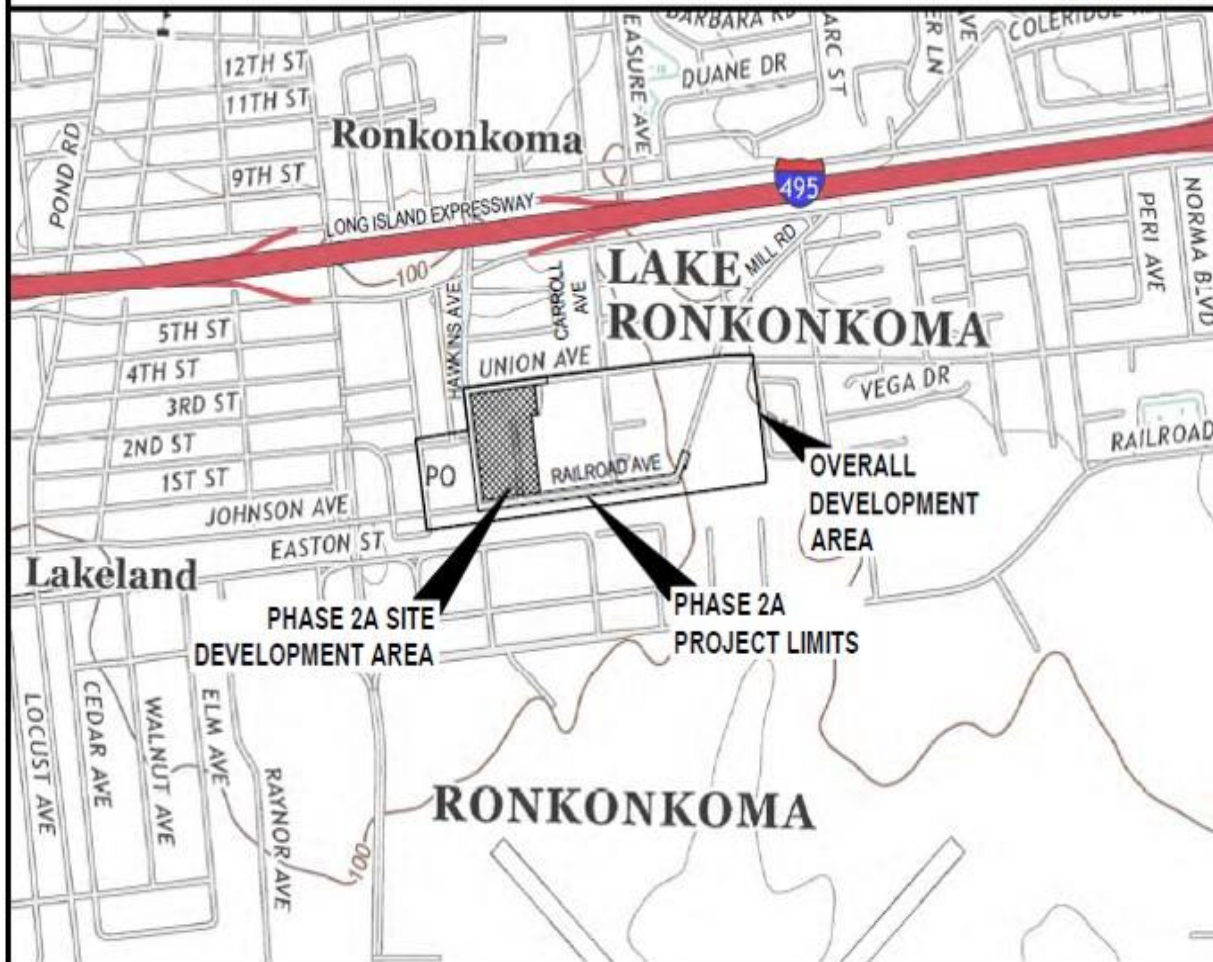 BARBARA RD
COLERIDGE
12TH ST
DUANE DR
11TH ST
Ronkonkoma
9TH ST
POND RD
495
LONG ISLAND EXPRESSWAY
100
CARROLL
AVE
LAKE
RONKONKOMA
MILL RD
PERI AVE
NORMA BLVD
HAWKINS AVE
5TH ST
4TH ST
3RD ST
2ND ST
1ST ST
UNION AVE
VEGA DR
RAILROAD
PO
RAILROAD AVE
OVERALL
DEVELOPMENT
AREA
JOHNSON AVE
EASTON ST
Lakeland
PHASE 2A SITE
DEVELOPMENT AREA
PHASE 2A
PROJECT LIMITS
LOCUST AVE
CEDAR AVE
WALNUT AVE
ELM AVE
RAYNOR AVE
100
RONKONKOMA
EASURE AVE
ARC ST
ER LN
AVE